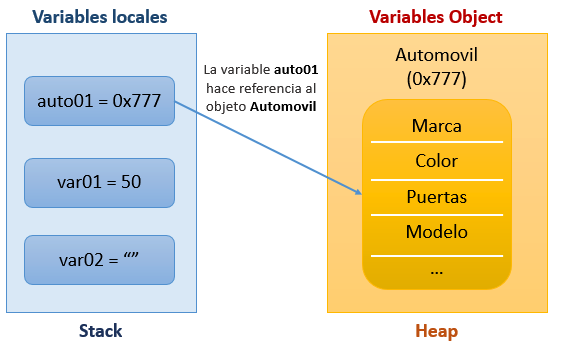 Variables locales
auto01 = 0x777
var01 = 50
var02 = “”
Stack
La variable auto01
hace referencia al
objeto Automovil
Variables Object
Automovil
(0x777)
Marca
Color
Puertas
Modelo
...
Heap